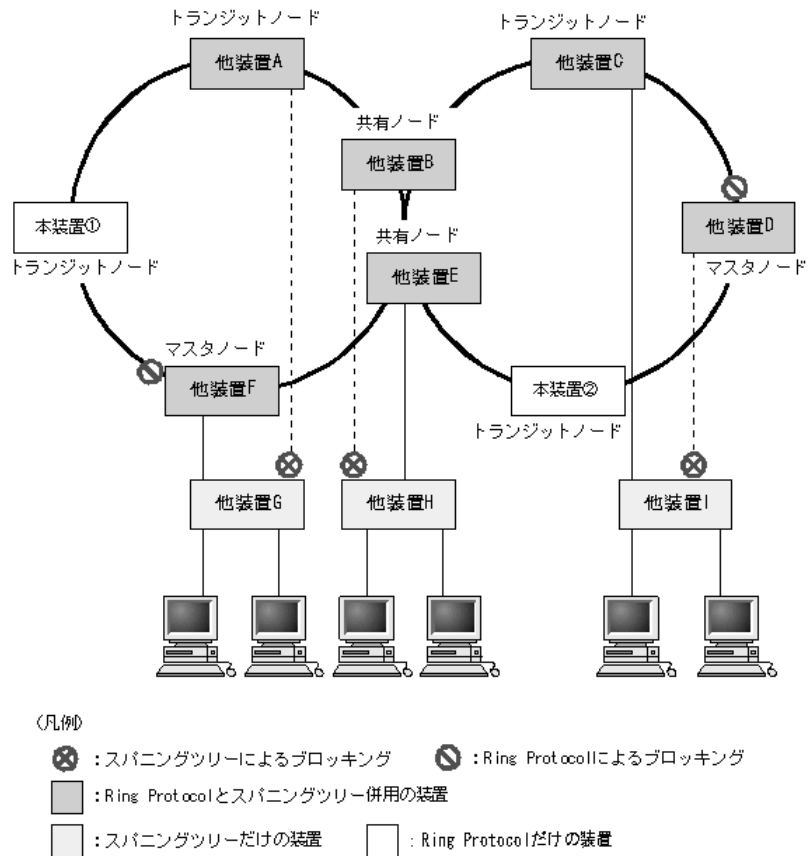 トランジットノード
トランジットノード
他装置A
他装置C
共有ノード
他装置B
本装置①
他装置D
共有ノード
トランジットノード
マスタノード
他装置E
マスタノード
他装置F
本装置②
トランジットノード
他装置G
他装置H
他装置I
(凡例)
:スパニングツリーによるブロッキング
:Ring Protocollによるブロッキング
:Ring Protocolとスパニングツリー併用の装置
:スパニングツリーだけの装置
:Ring Protocolだけの装置